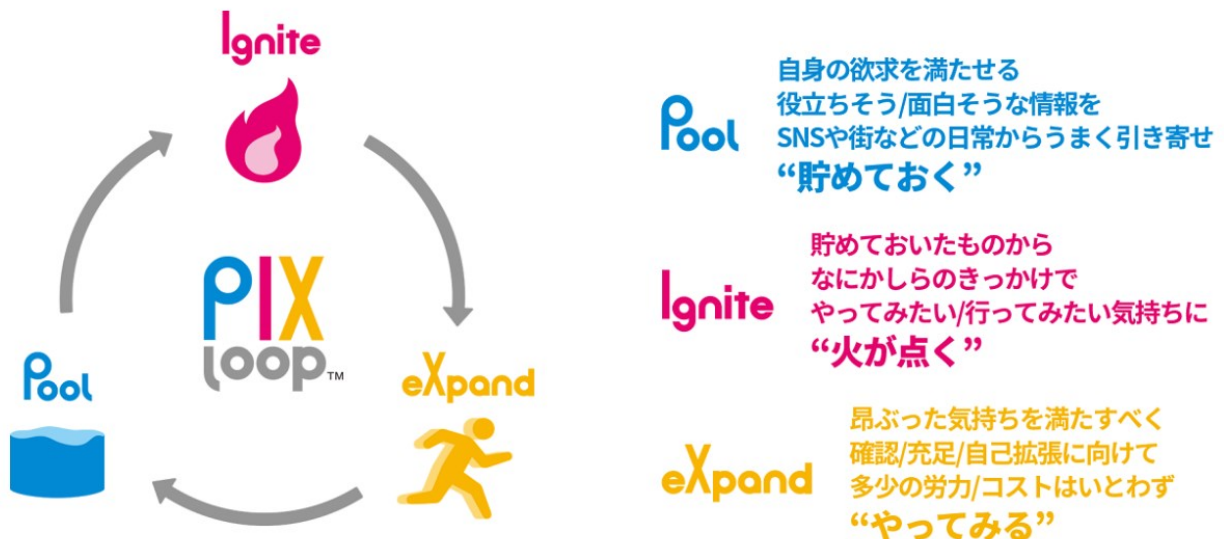 Ignite
PIX
LOOP™
Pool
eXpand
Pool
自身の欲求を満たせる
役立ちそう/面白そうな情報を
SNSや街などの日常からうまく引き寄せ
“貯めておく”
Ignite
貯めておいたものから
なにかしらのきっかけで
やってみたい/行ってみたい気持ちに
“火が点く”
eXpand
昂ぶった気持ちを満たすべく
確認/充足/自己拡張に向けて
多少の労力/コストはいとわず
“やってみる”